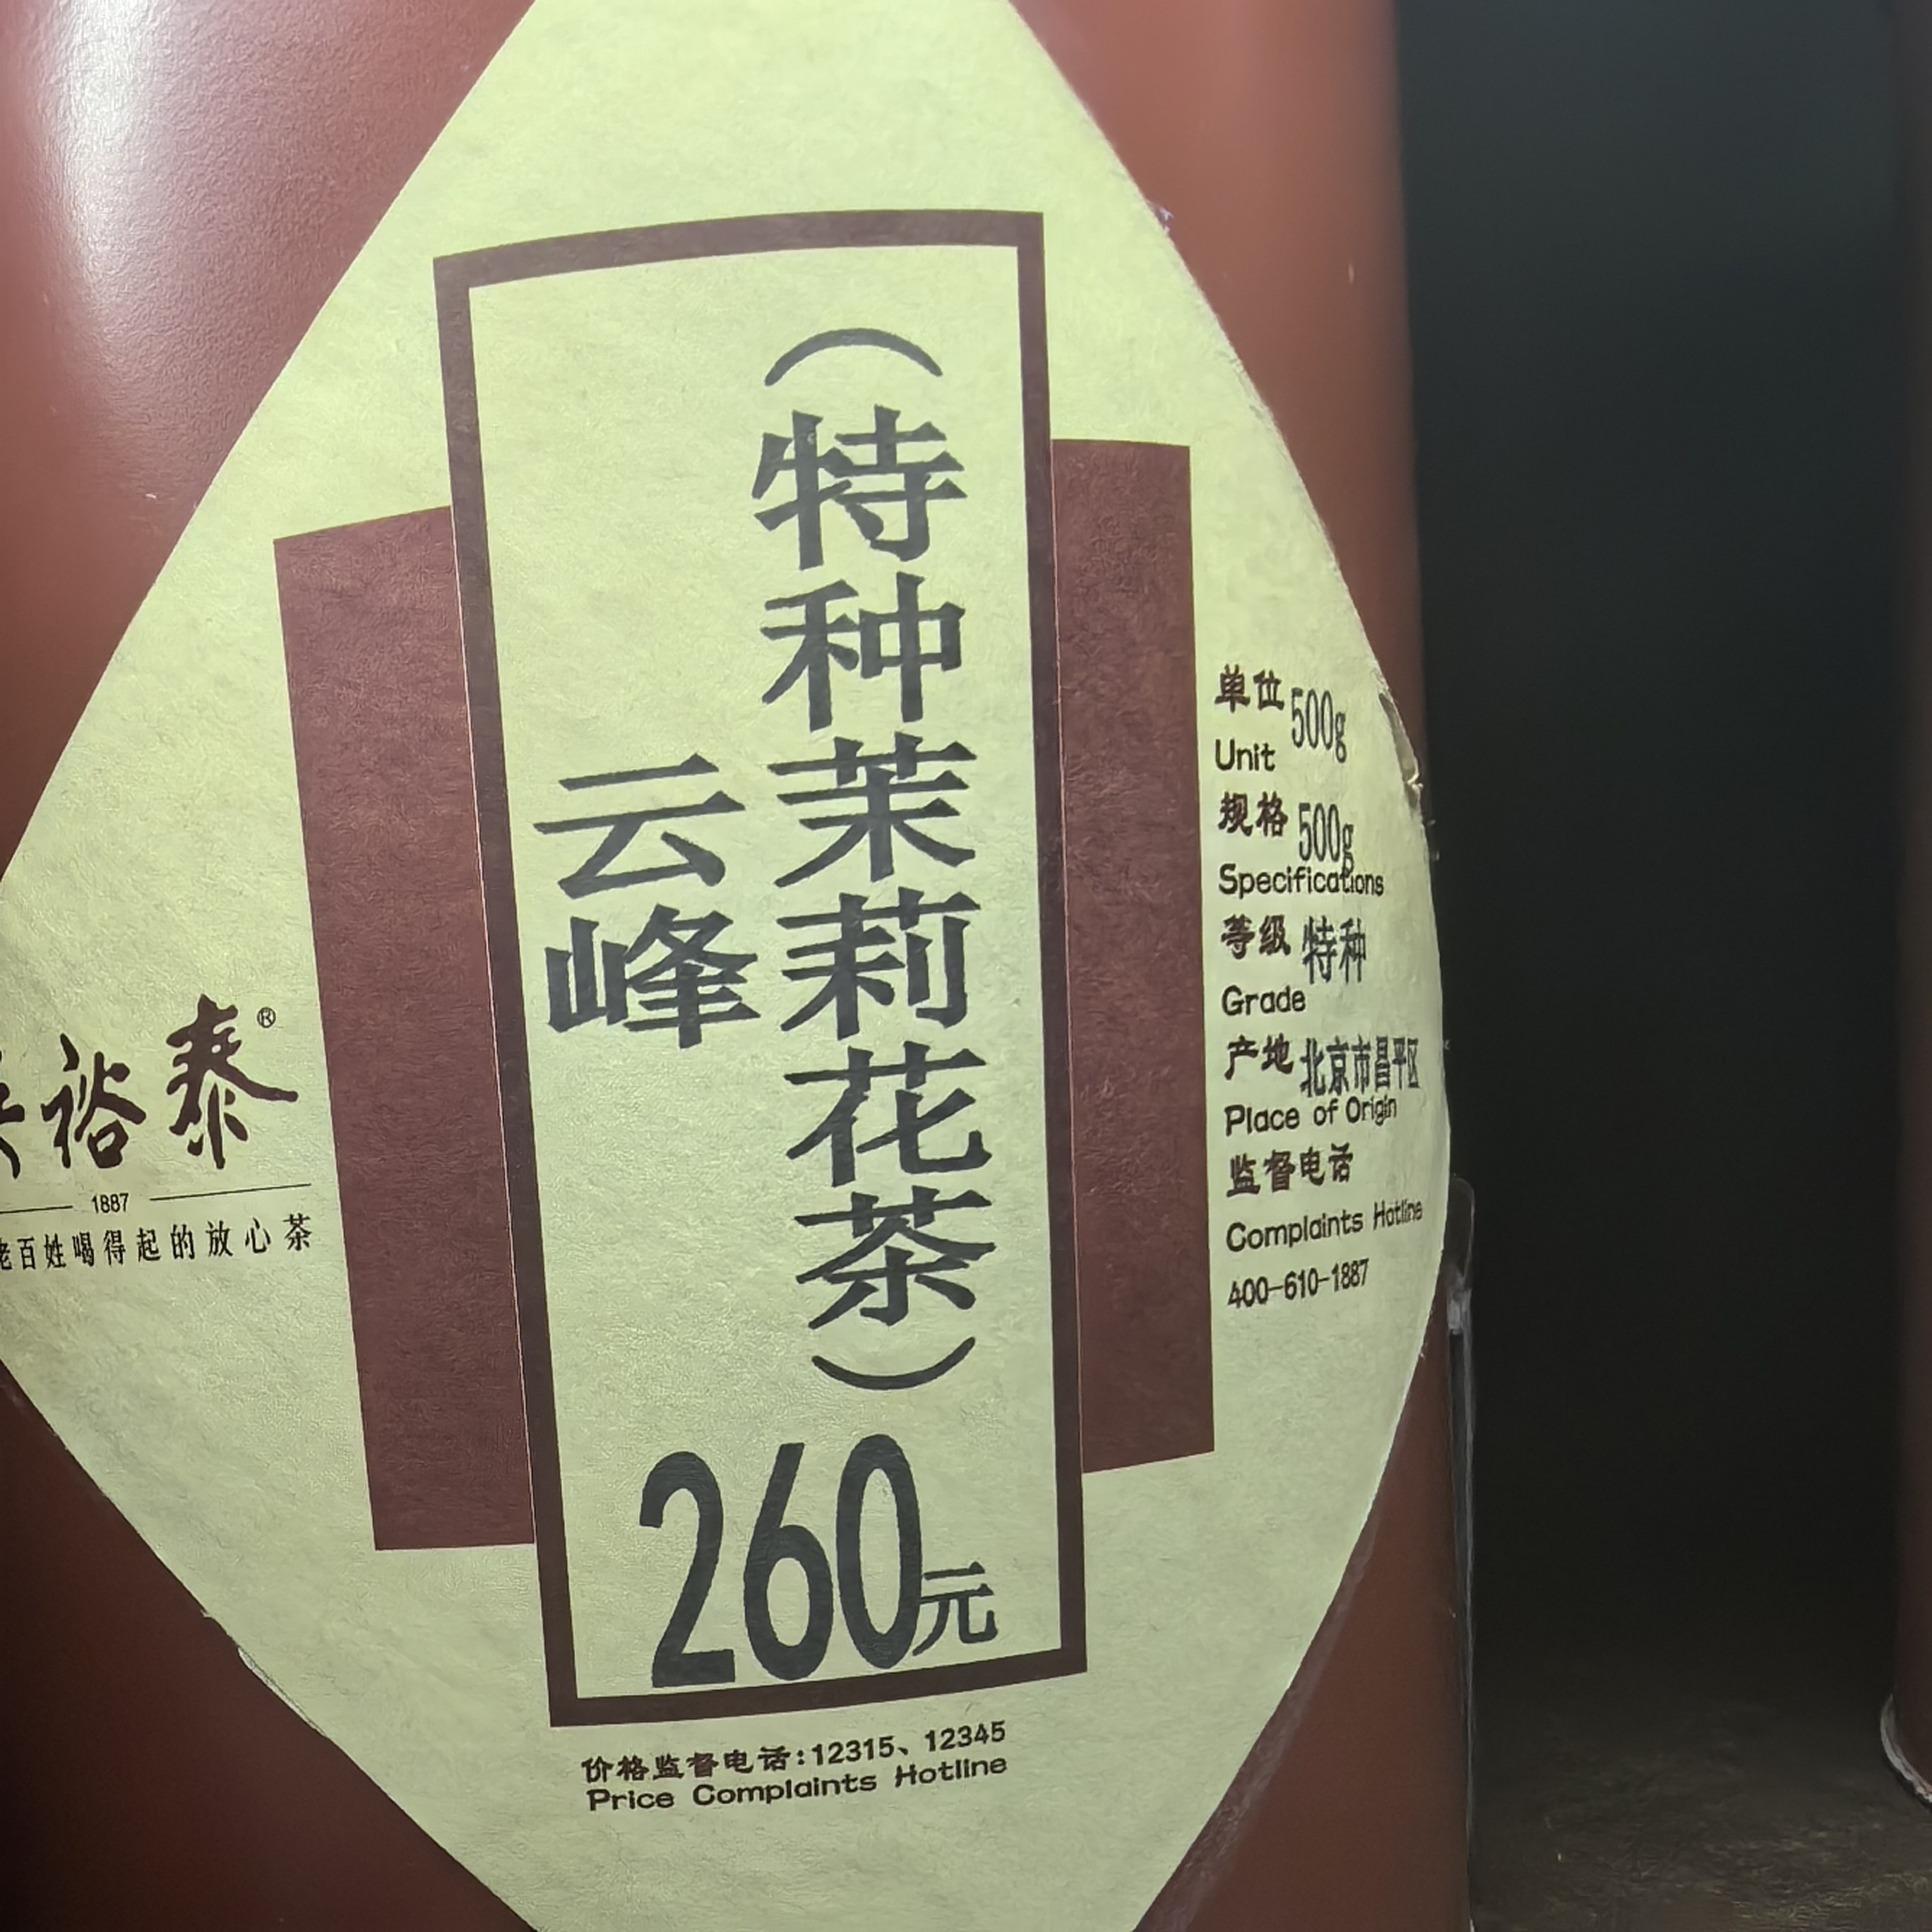 （特种茉莉花茶）
云峰
260元
裕泰®
1887
老百姓喝得起的放心茶
单位 500g
Unit
规格 500g
Specifications
等级 特种
Grade
产地 北京市昌平区
Place of Origin
监督电话
Complaints Hotline
400-610-1887
价格监督电话:12315、12345
Price Complaints Hotline